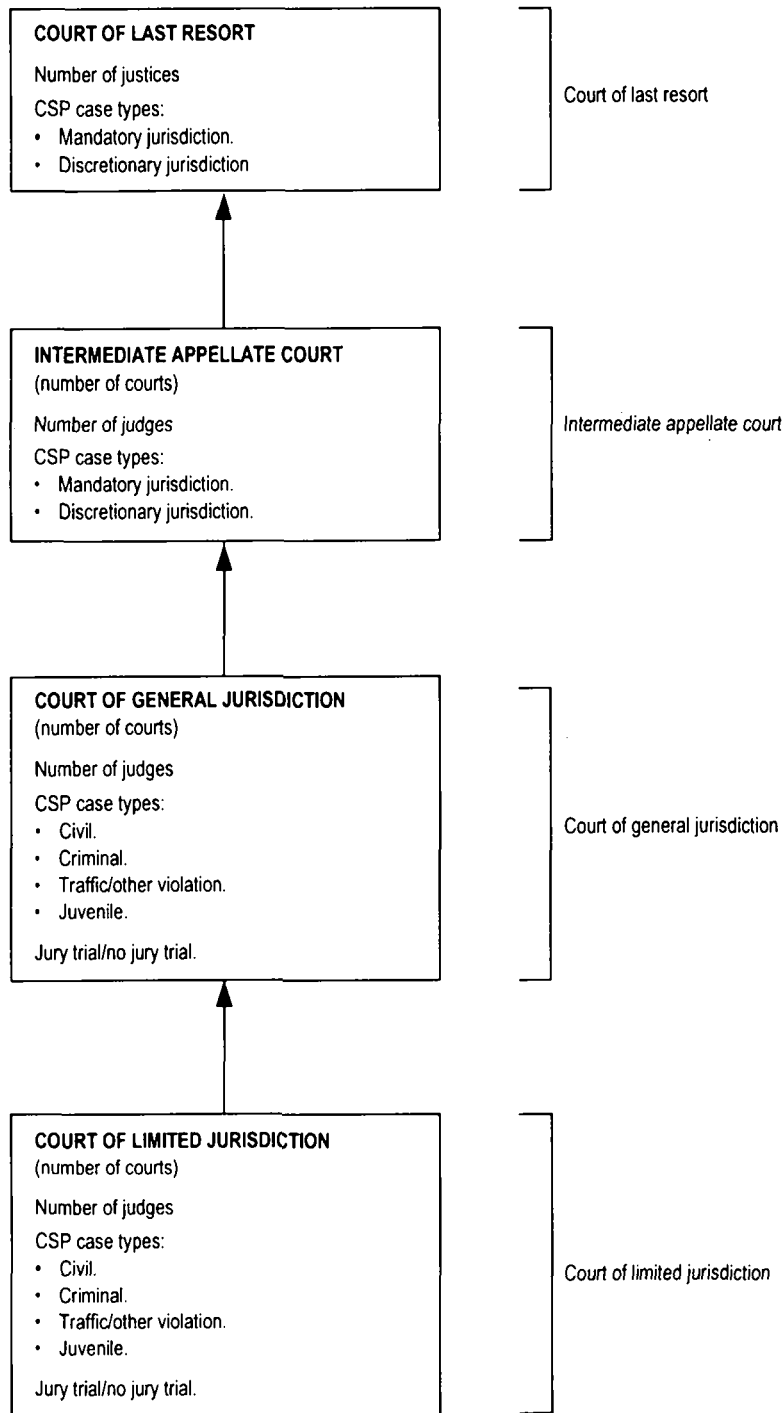 COURT OF LAST RESORT
Number of justices
CSP case types:
• Mandatory jurisdiction.
• Discretionary jurisdiction
Court of last resort
INTERMEDIATE APPELLATE COURT
(number of courts)
Number of judges
CSP case types:
• Mandatory jurisdiction.
• Discretionary jurisdiction.
Intermediate appellate court
COURT OF GENERAL JURISDICTION
(number of courts)
Number of judges
CSP case types:
• Civil.
• Criminal.
• Traffic/other violation.
• Juvenile.
Jury trial/no jury trial.
Court of general jurisdiction
COURT OF LIMITED JURISDICTION
(number of courts)
Number of judges
CSP case types:
• Civil.
• Criminal.
• Traffic/other violation.
• Juvenile.
Jury trial/no jury trial.
Court of limited jurisdiction